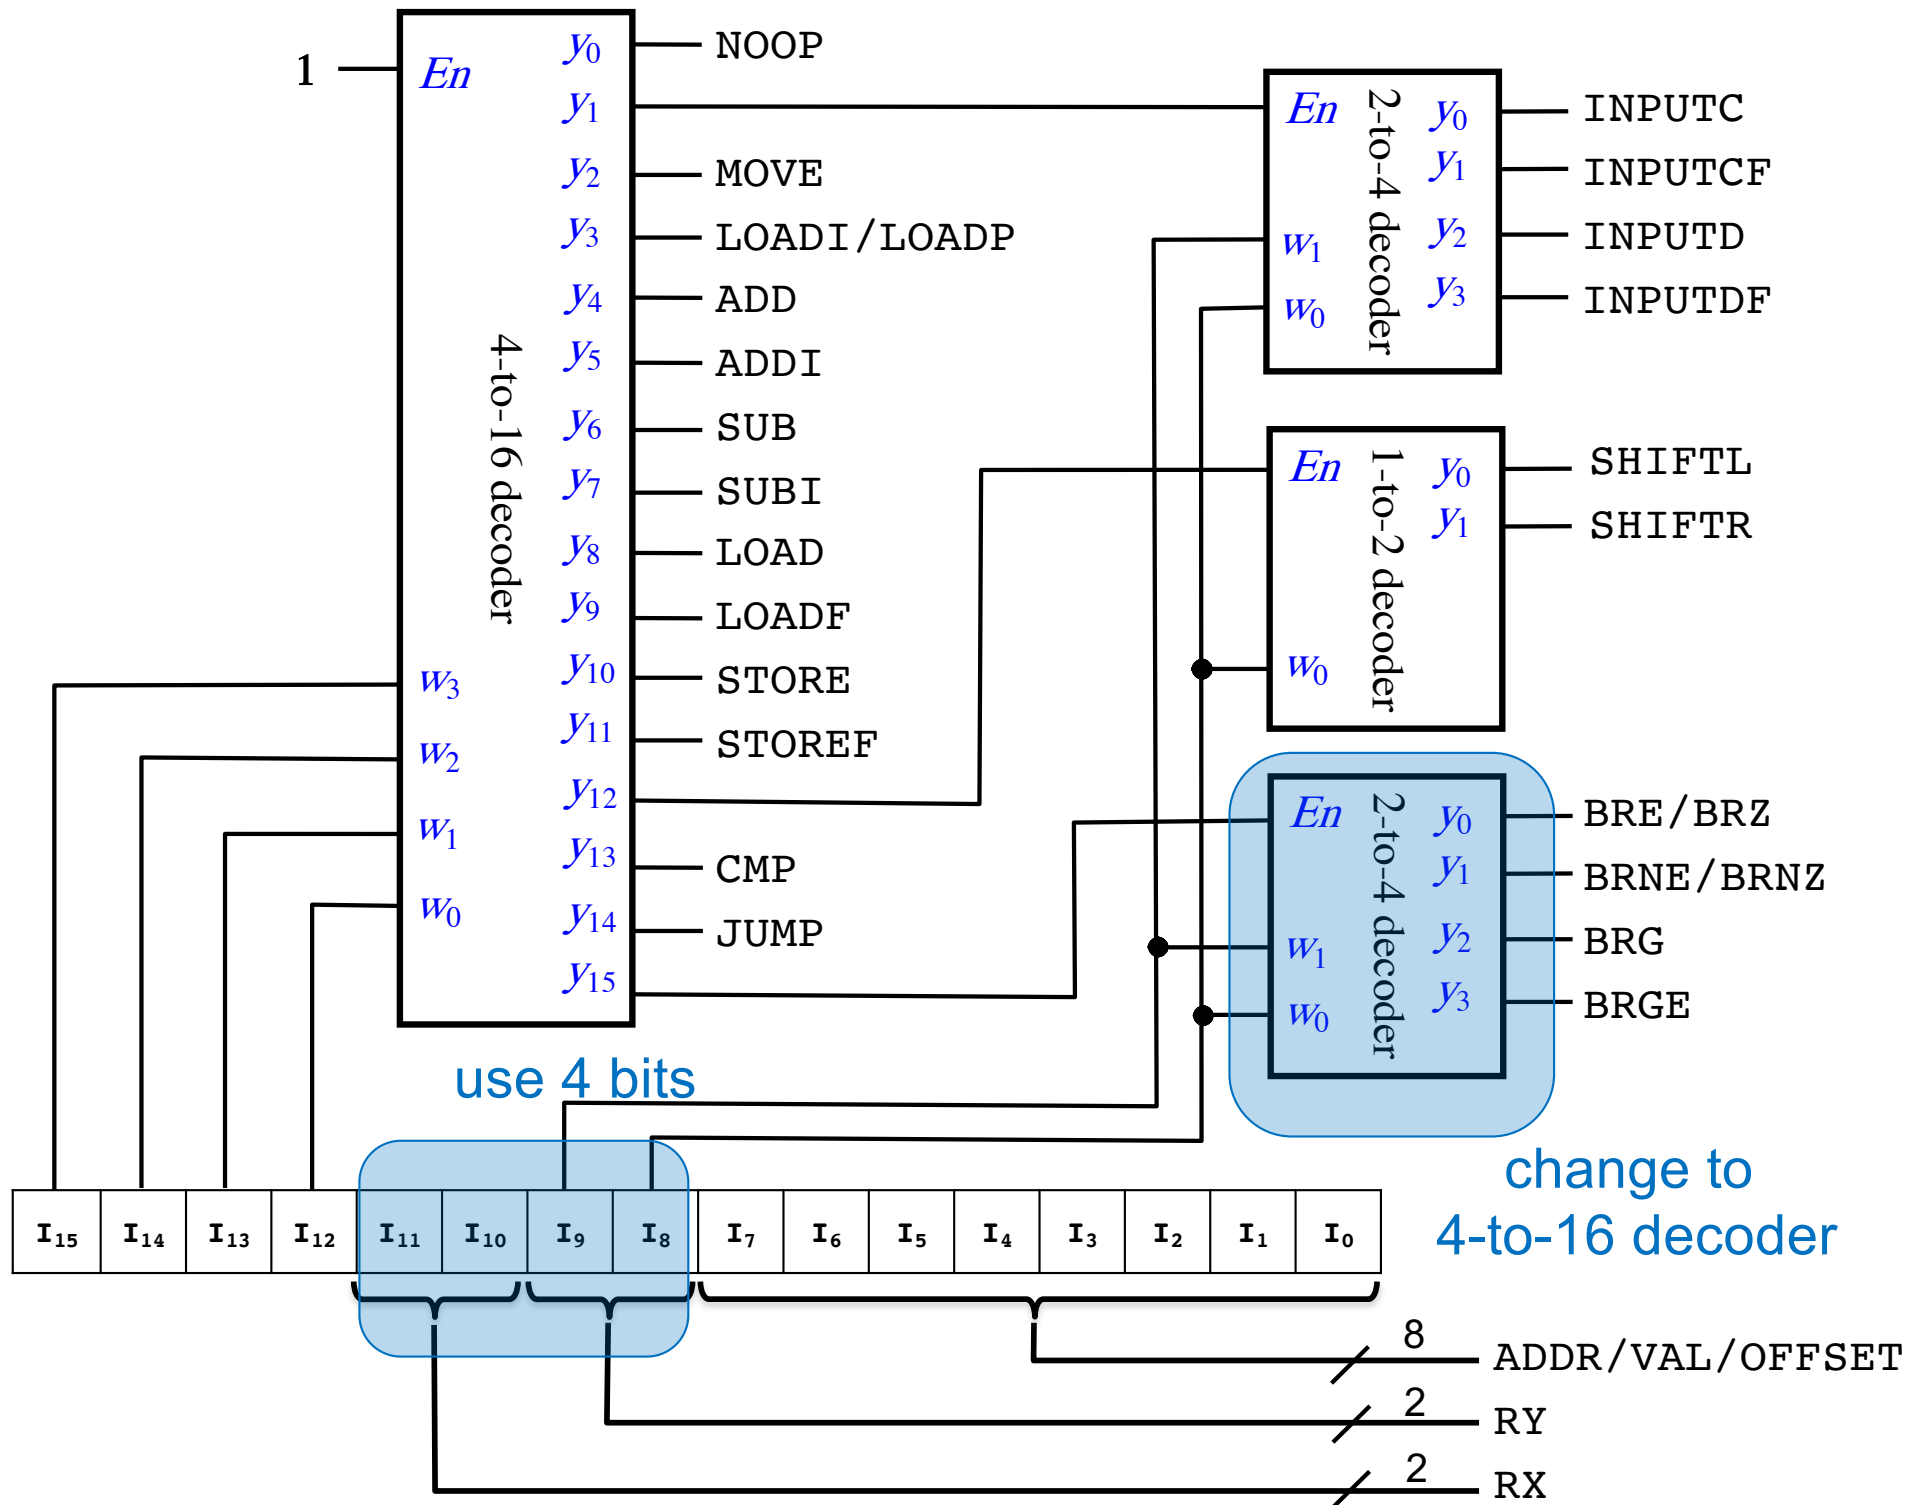 1
En
y0
y1
y2
y3
y4
y5
y6
y7
y8
y9
y10
y11
y12
y13
y14
y15
w3
w2
w1
w0
4-to-16 decoder
NOOP
MOVE
LOADI/LOADP
ADD
ADDI
SUB
SUBI
LOAD
LOADF
STORE
STOREF
CMP
JUMP
En
w1
w0
2-to-4 decoder
y0
y1
y2
y3
INPUTC
INPUTCF
INPUTD
INPUTDF
En
w0
1-to-2 decoder
y0
y1
SHIFTL
SHIFTR
En
w1
w0
2-to-4 decoder
y0
y1
y2
y3
BRE/BRZ
BRNE/BRNZ
BRG
BRGE
use 4 bits
change to
4-to-16 decoder
I15 I14 I13 I12 I11 I10 I9 I8 I7 I6 I5 I4 I3 I2 I1 I0
8 ADDR/VAL/OFFSET
2 RY
2 RX